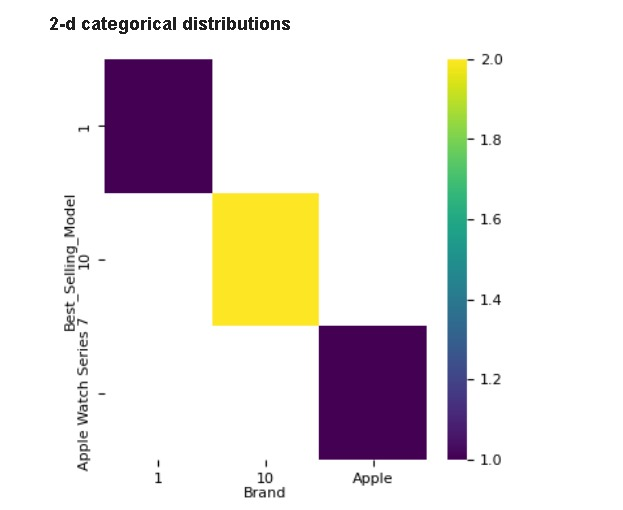 2-d categorical distributions
2.0
1.8
1.6
1.4
1.2
1.0
Best_Selling_Model
1
10
Apple Watch Series 7
1
10
Apple
Brand